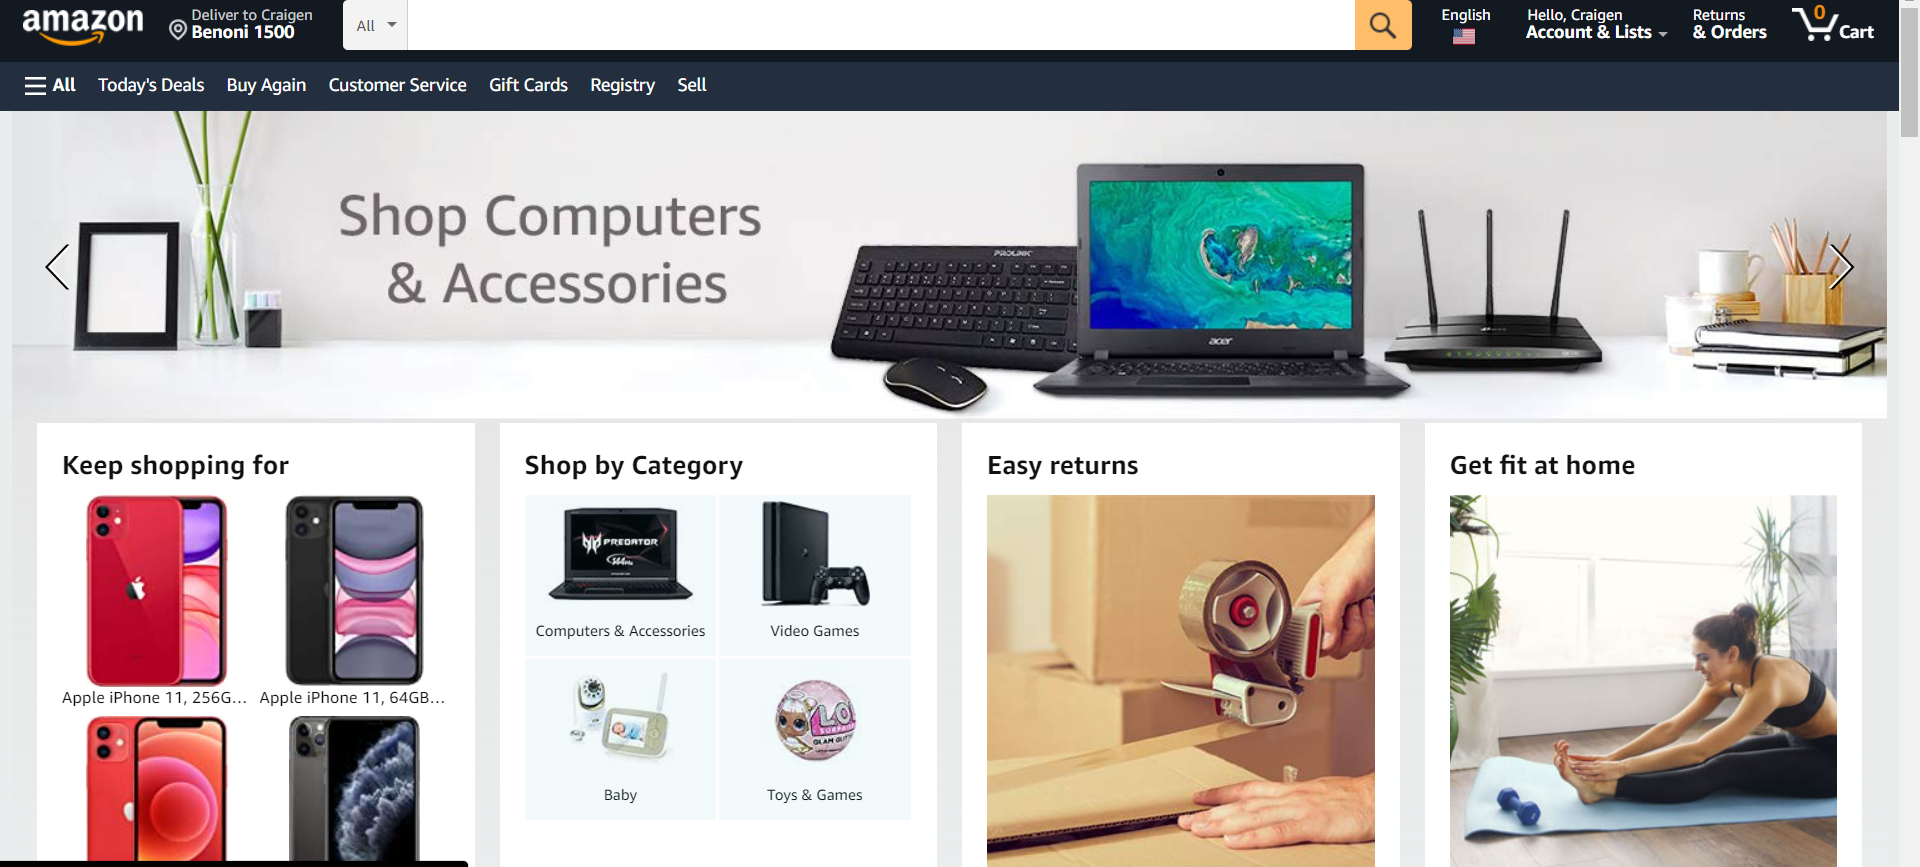 amazon
Deliver to Craigen
Benoni 1500
All
English
Hello, Craigen
Account & Lists
Returns
& Orders
0
Cart
All
Today's Deals
Buy Again
Customer Service
Gift Cards
Registry
Sell
Shop Computers
& Accessories
PROLINK
acer
Keep shopping for
Apple iPhone 11, 256G...
Apple iPhone 11, 64GB...
Shop by Category
PREDATOR
144Hz
Computers & Accessories
Video Games
Baby
L.O.L.
SURPRISE
Toys & Games
Easy returns
Get fit at home